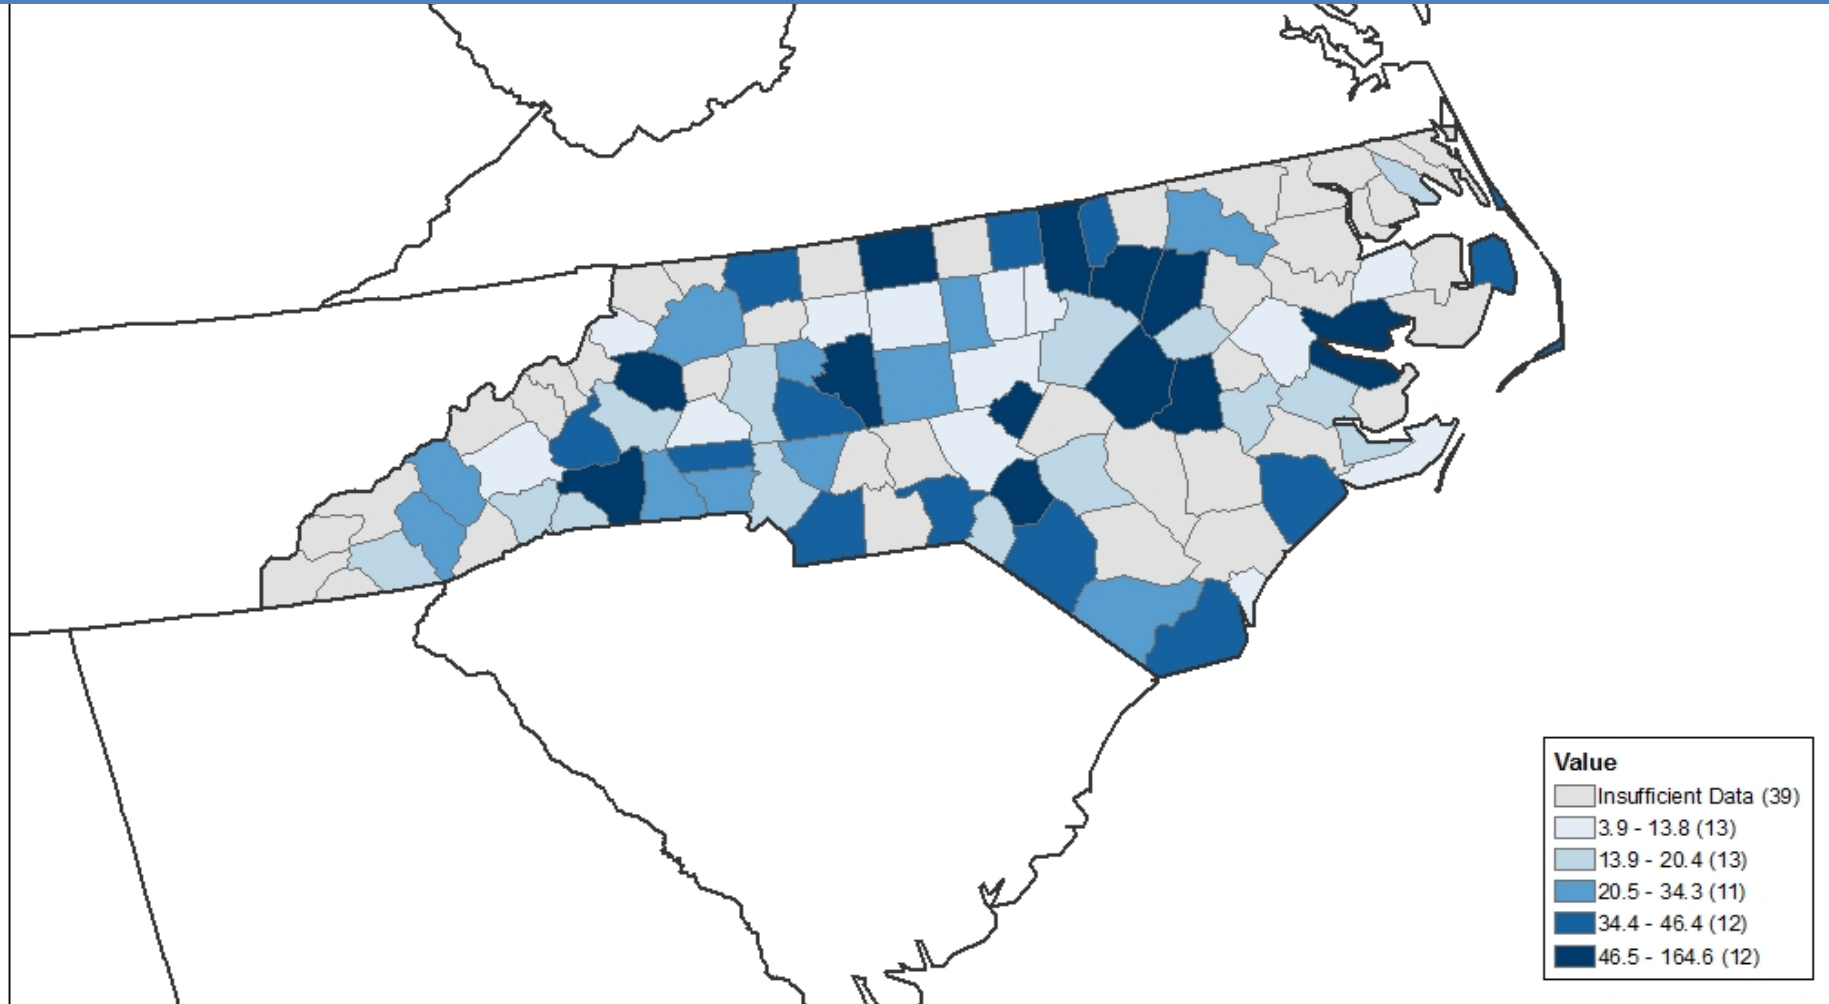 Value
Insufficient Data (39)
3.9 - 13.8 (13)
13.9 - 20.4 (13)
20.5 - 34.3 (11)
34.4 - 46.4 (12)
46.5 - 164.6 (12)